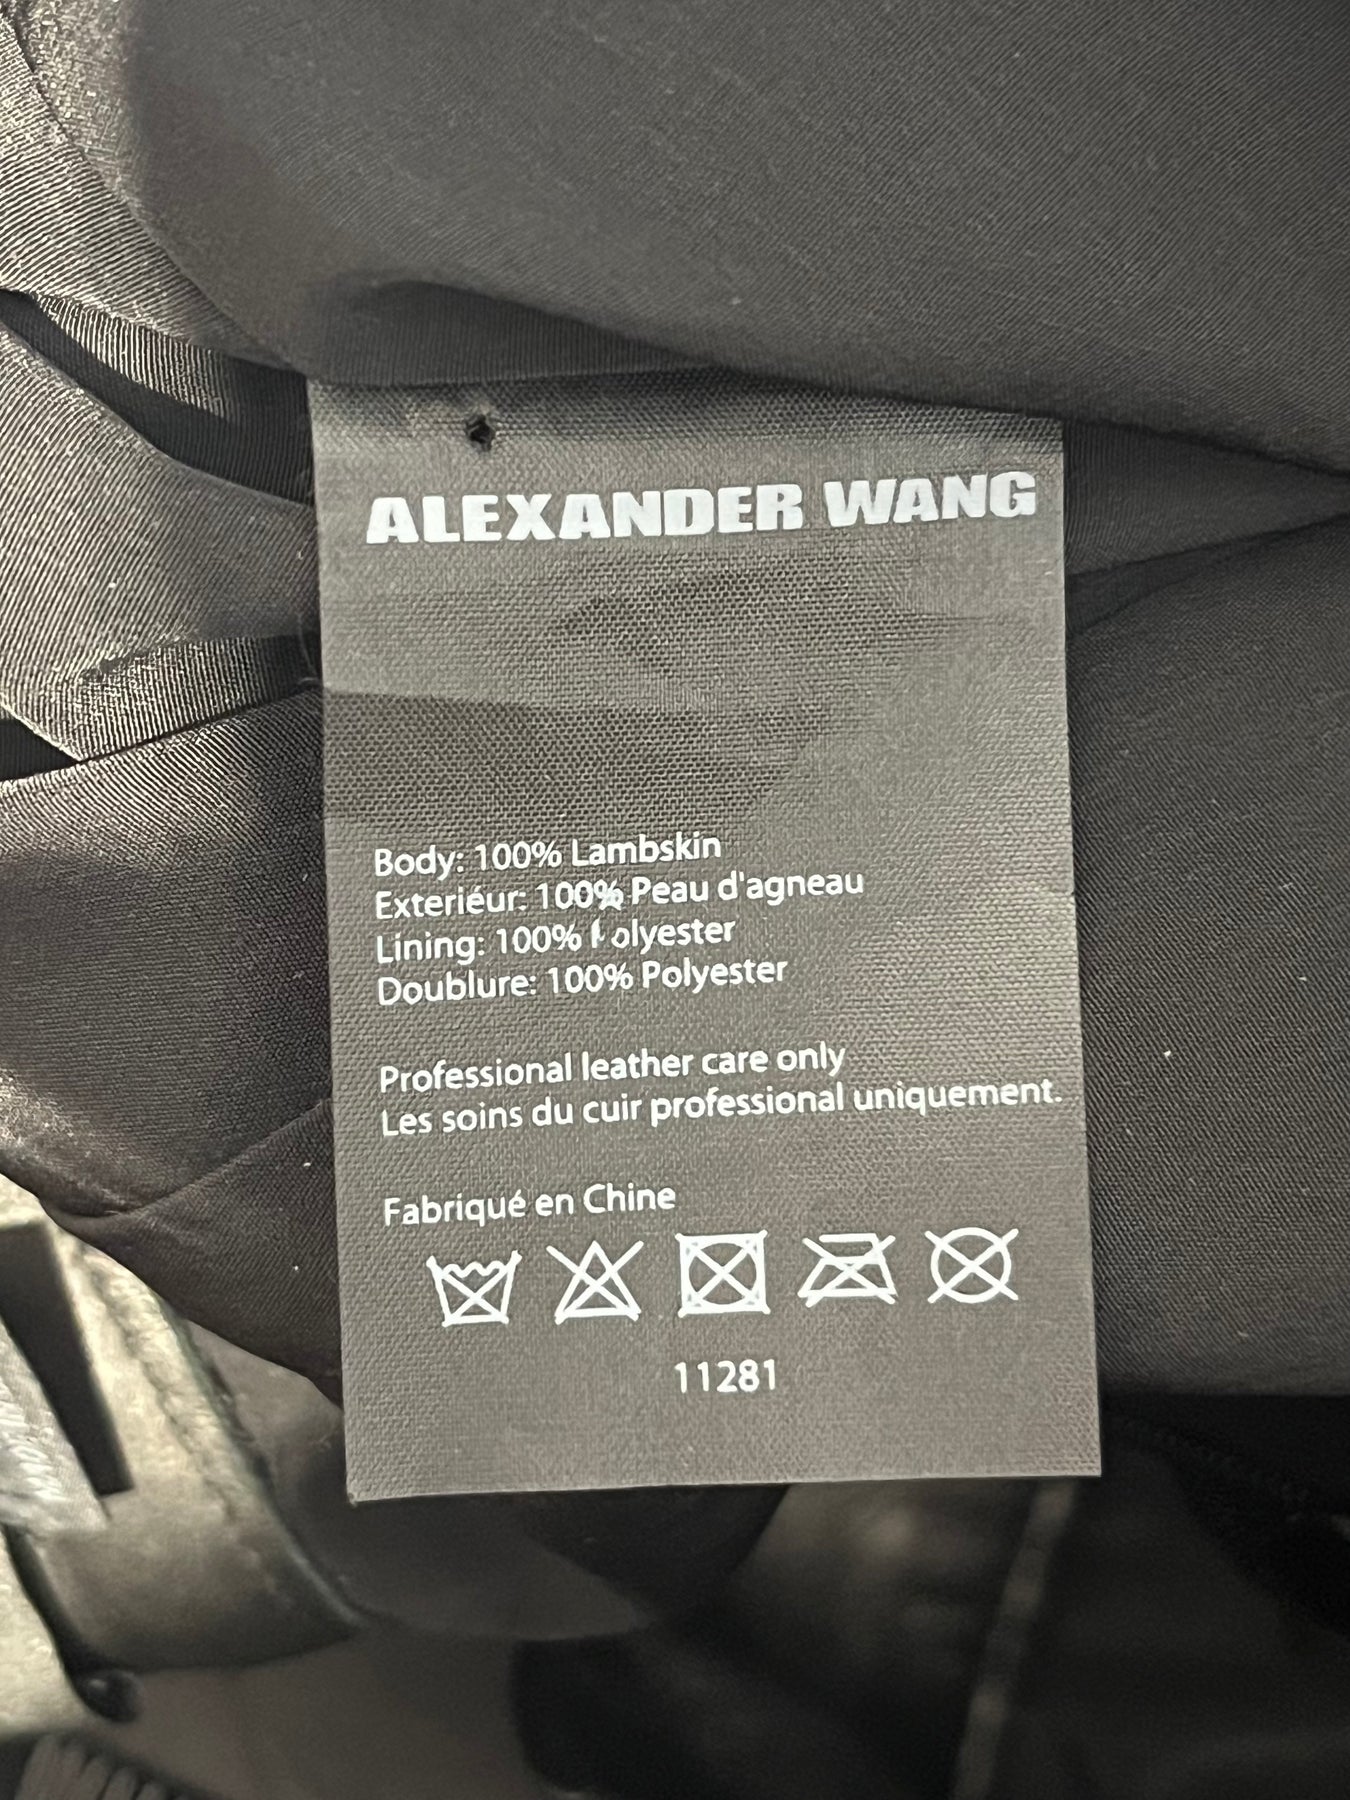 ALEXANDER WANG
Body: 100% Lambskin
Exteriéur: 100% Peau d'agneau
Lining: 100% Polyester
Doublure: 100% Polyester
Professional leather care only
Les soins du cuir professional uniquement.
Fabriqué en Chine
11281